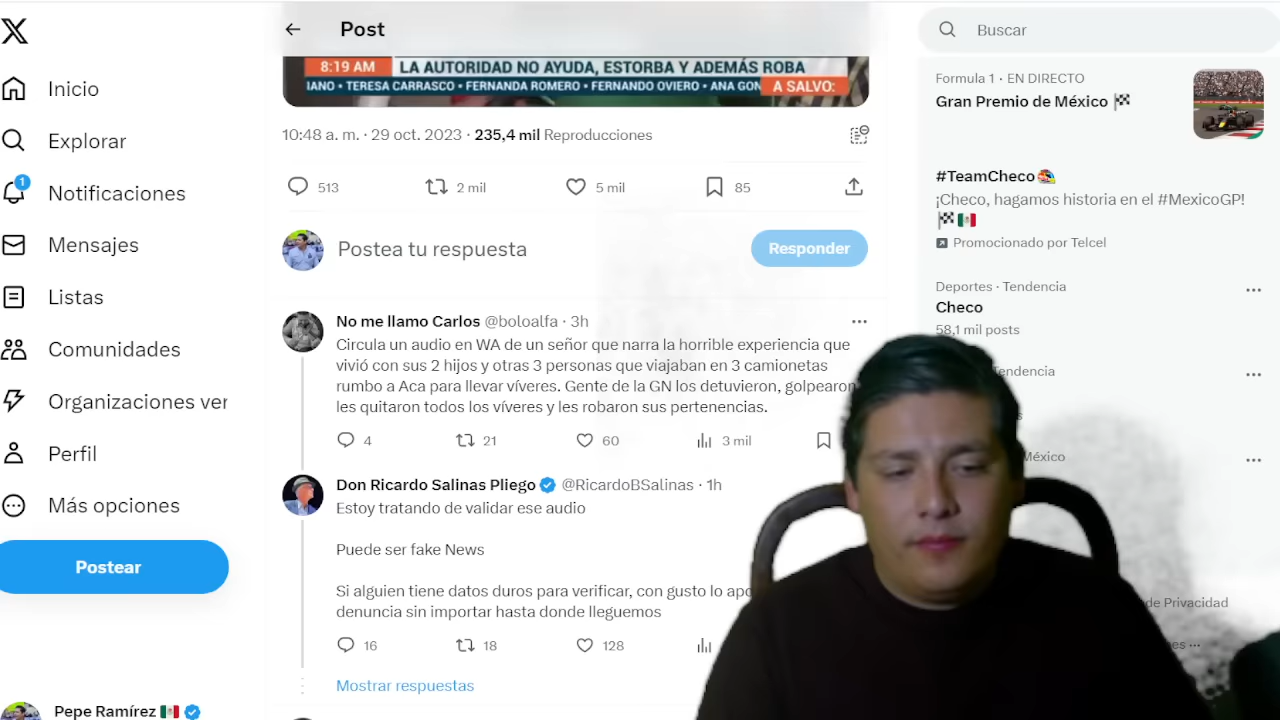 Post
Buscar
8:19 AM
LA AUTORIDAD NO AYUDA, ESTORBA Y ADEMÁS ROBA
IANO • TERESA CARRASCO • FERNANDA ROMERO • FERNANDO OVIERO • ANA GON
A SALVO:
10:48 a. m. · 29 oct. 2023 · 235,4 mil Reproducciones
513
2 mil
5 mil
85
Postea tu respuesta
Responder
No me llamo Carlos @boloalfa · 3h
Circula un audio en WA de un señor que narra la horrible experiencia que
vivió con sus 2 hijos y otras 3 personas que viajaban en 3 camionetas
rumbo a Aca para llevar víveres. Gente de la GN los detuvieron, golpearon
les quitaron todos los víveres y les robaron sus pertenencias.
4
21
60
3 mil
Don Ricardo Salinas Pliego @RicardoBSalinas · 1h
Estoy tratando de validar ese audio
Puede ser fake News
Si alguien tiene datos duros para verificar, con gusto lo apo
denuncia sin importar hasta donde lleguemos
16
18
128
Mostrar respuestas
Inicio
Explorar
1
Notificaciones
Mensajes
Listas
Comunidades
Organizaciones ver
Perfil
Más opciones
Postear
Pepe Ramírez
Formula 1 · EN DIRECTO
Gran Premio de México
#TeamCheco
¡Checo, hagamos historia en el #MexicoGP!
Promocionado por Telcel
Deportes · Tendencia
Checo
58,1 mil posts
Tendencia
México
de Privacidad